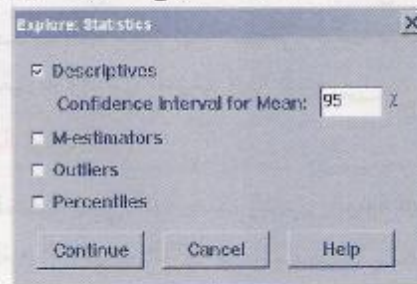 Explore: Statistics
Descriptives
Confidence Interval for Mean: 95 %
M-estimators
Outliers
Percentiles
Continue Cancel Help